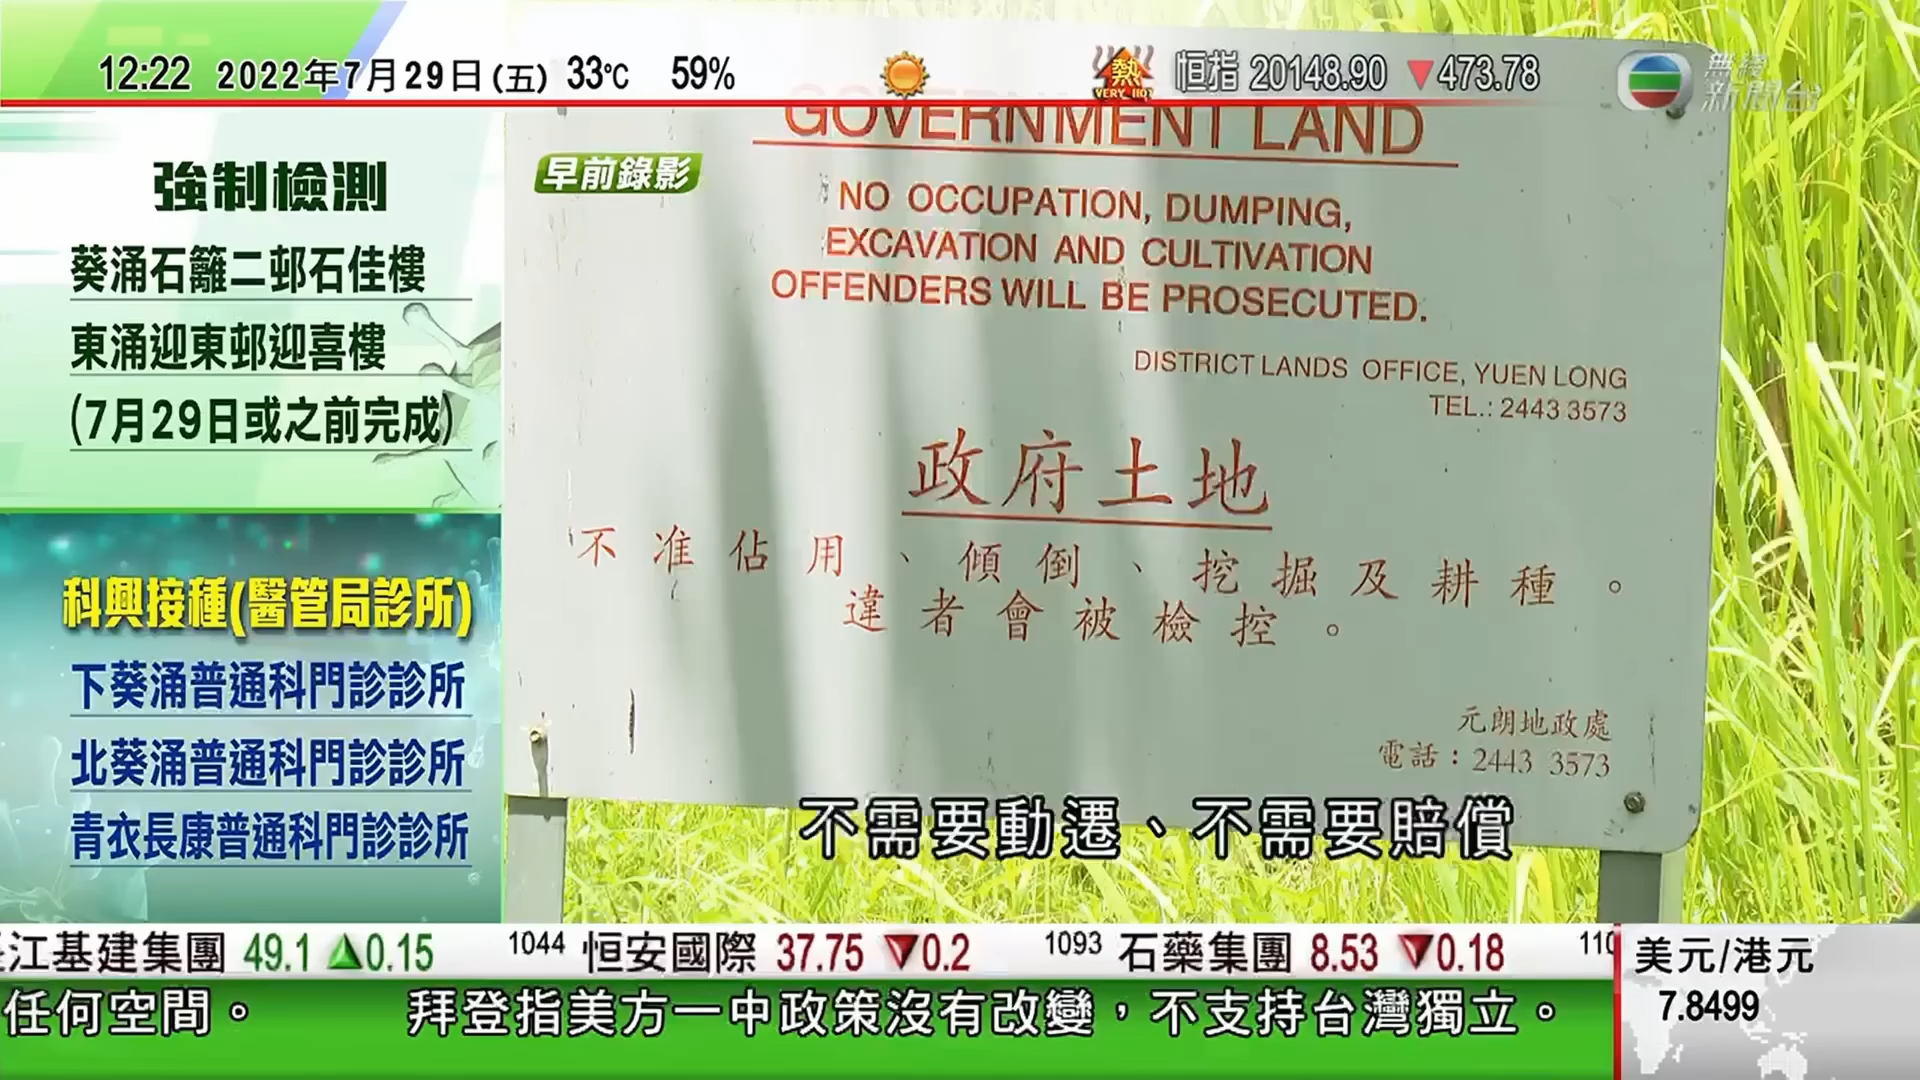 12:22 2022年7月29日(五) 33℃ 59% 熱 VERY HOT 恒指 20148.90 ▼473.78
無綫
新聞台
強制檢測
葵涌石籬二邨石佳樓
東涌迎東邨迎喜樓
(7月29日或之前完成)
科興接種(醫管局診所)
下葵涌普通科門診診所
北葵涌普通科門診診所
青衣長康普通科門診診所
早前錄影
GOVERNMENT LAND
NO OCCUPATION, DUMPING,
EXCAVATION AND CULTIVATION
OFFENDERS WILL BE PROSECUTED.
DISTRICT LANDS OFFICE, YUEN LONG
TEL.: 2443 3573
政府土地
不准佔用、傾倒、挖掘及耕種。
違者會被檢控。
元朗地政處
電話：2443 3573
不需要動遷、不需要賠償
江基建集團 49.1 ▲0.15 1044 恒安國際 37.75 ▼0.2 1093 石藥集團 8.53 ▼0.18
任何空間。 拜登指美方一中政策沒有改變，不支持台灣獨立。
美元/港元
7.8499